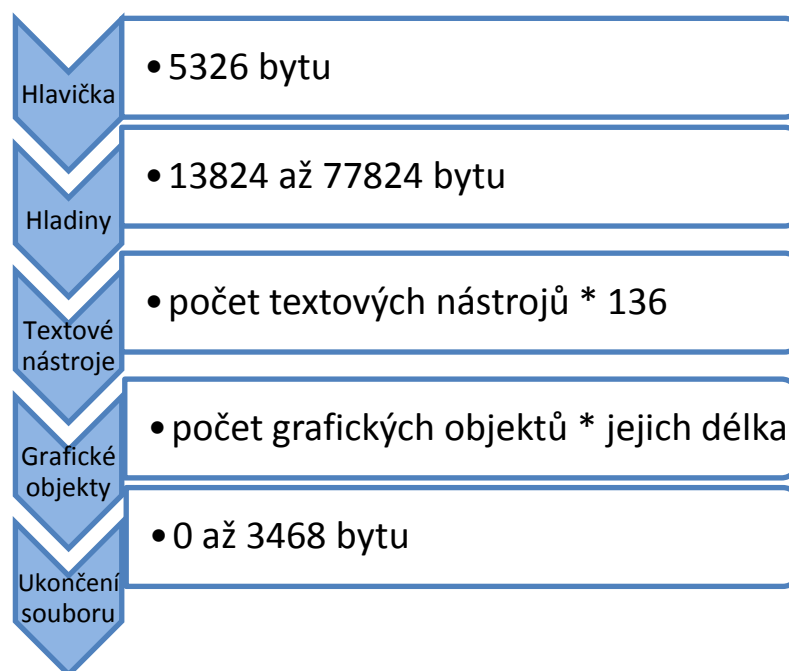 Hlavička
• 5326 bytu
Hladiny
• 13824 až 77824 bytu
Textové
nástroje
• počet textových nástrojů * 136
Grafické
objekty
• počet grafických objektů * jejich délka
Ukončení
souboru
• 0 až 3468 bytu